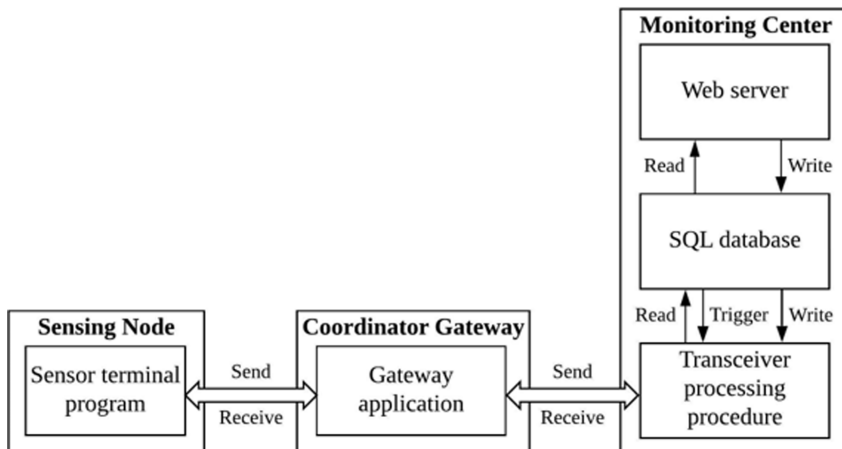 Monitoring Center
Web server
Read
Write
SQL database
Read
Trigger
Write
Sensing Node
Coordinator Gateway
Sensor terminal
program
Send
Receive
Gateway
application
Send
Receive
Transceiver
processing
procedure